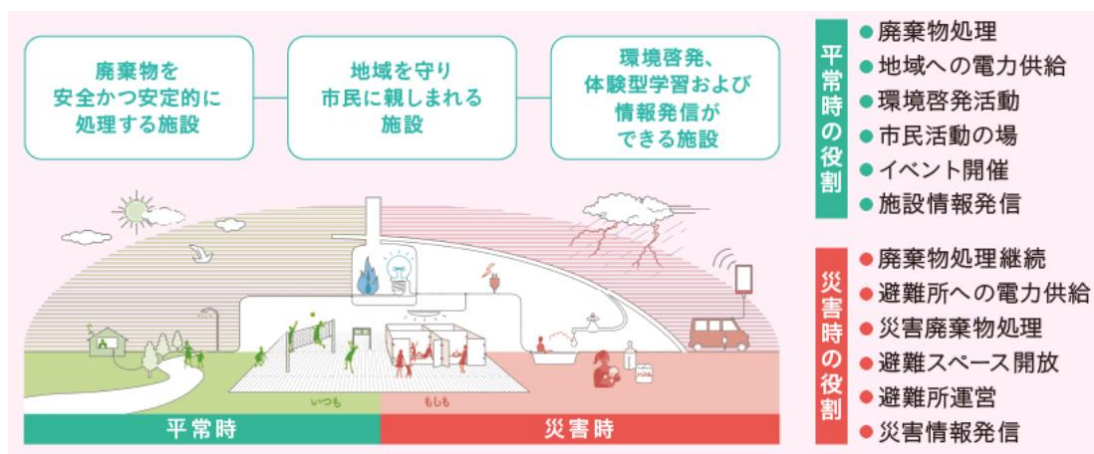 廃棄物を
安全かつ安定的に
処理する施設
地域を守り
市民に親しまれる
施設
環境啓発、
体験型学習および
情報発信が
できる施設
いつも
もしも
平常時
災害時
平常時の役割
●廃棄物処理
●地域への電力供給
●環境啓発活動
●市民活動の場
●イベント開催
●施設情報発信
災害時の役割
●廃棄物処理継続
●避難所への電力供給
●災害廃棄物処理
●避難スペース開放
●避難所運営
●災害情報発信